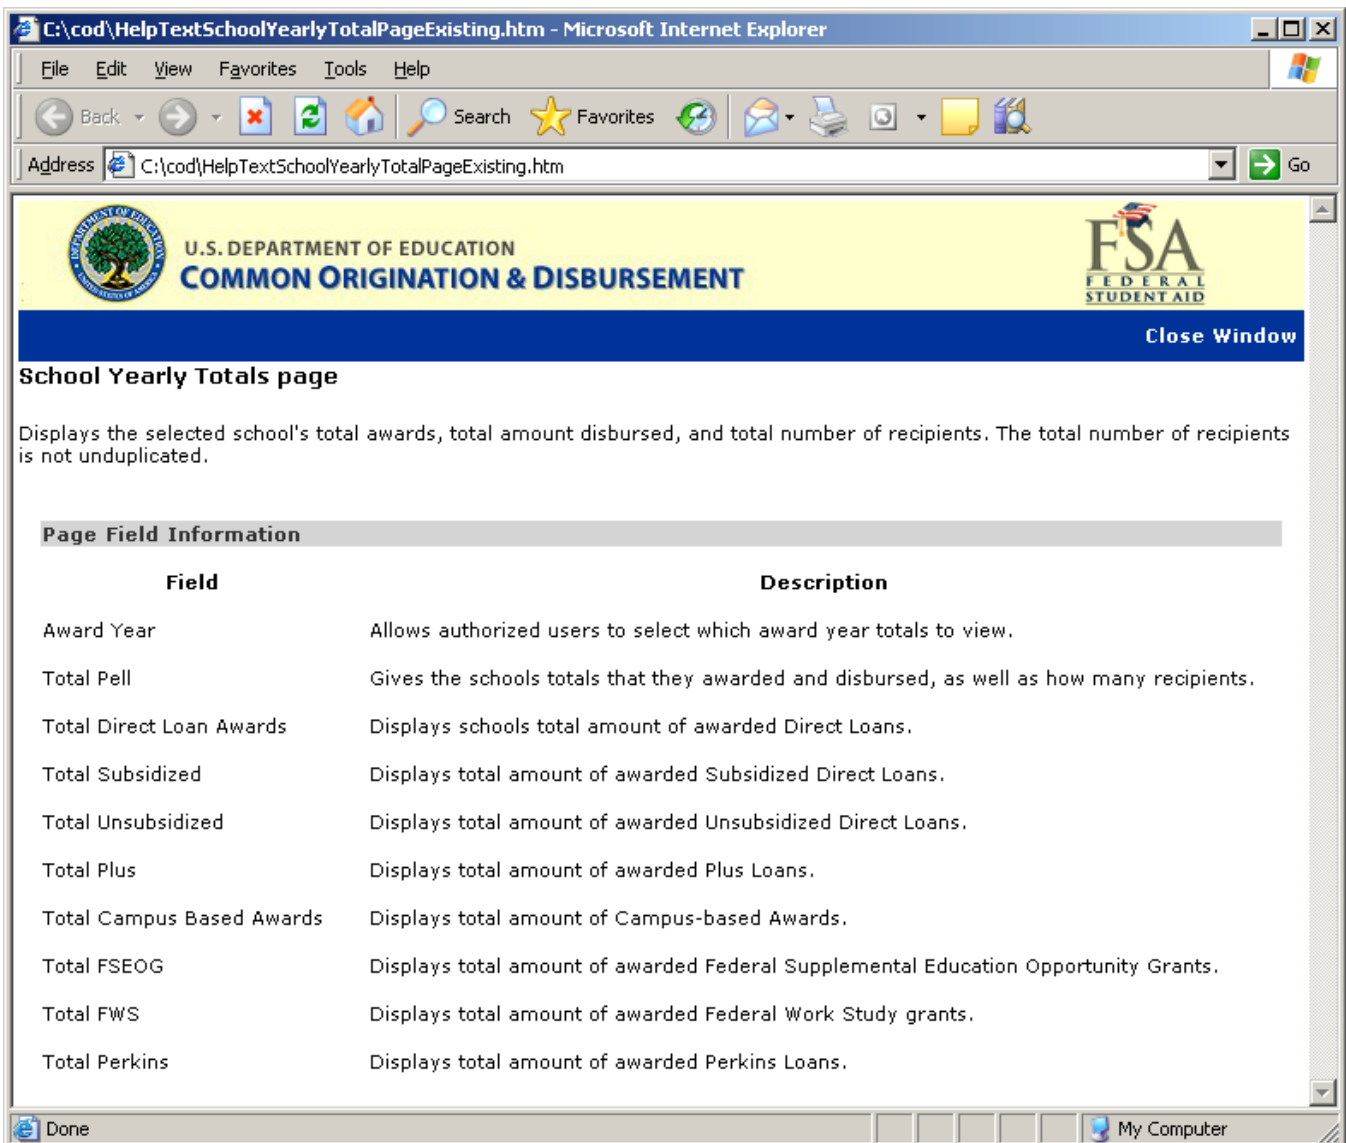 C:\cod\HelpTextSchoolYearlyTotalPageExisting.htm - Microsoft Internet Explorer
File Edit View Favorites Tools Help
Back Search Favorites
Address C:\cod\HelpTextSchoolYearlyTotalPageExisting.htm Go
U.S. DEPARTMENT OF EDUCATION
COMMON ORIGINATION & DISBURSEMENT
FSA
FEDERAL
STUDENT AID
DEPARTMENT OF EDUCATION
UNITED STATES OF AMERICA
Close Window
School Yearly Totals page
Displays the selected school's total awards, total amount disbursed, and total number of recipients. The total number of recipients
is not unduplicated.
Page Field Information
Field Description
Award Year Allows authorized users to select which award year totals to view.
Total Pell Gives the schools totals that they awarded and disbursed, as well as how many recipients.
Total Direct Loan Awards Displays schools total amount of awarded Direct Loans.
Total Subsidized Displays total amount of awarded Subsidized Direct Loans.
Total Unsubsidized Displays total amount of awarded Unsubsidized Direct Loans.
Total Plus Displays total amount of awarded Plus Loans.
Total Campus Based Awards Displays total amount of Campus-based Awards.
Total FSEOG Displays total amount of awarded Federal Supplemental Education Opportunity Grants.
Total FWS Displays total amount of awarded Federal Work Study grants.
Total Perkins Displays total amount of awarded Perkins Loans.
Done My Computer